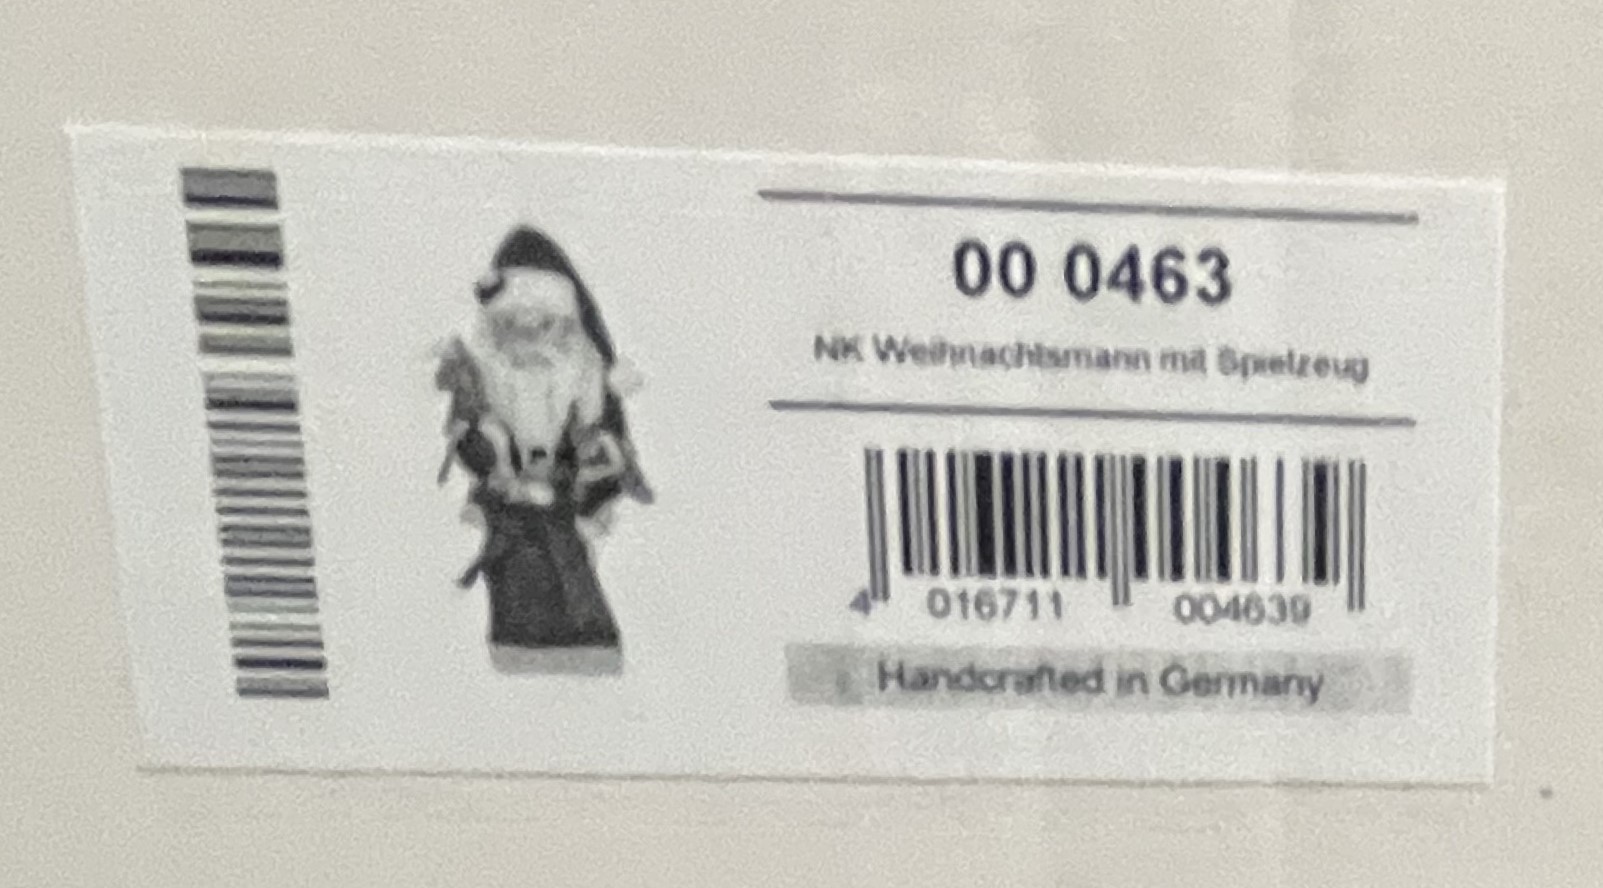 00 0463
NK Weihnachtsmann mit Spielzeug
4 016711 004639
Handcrafted in Germany